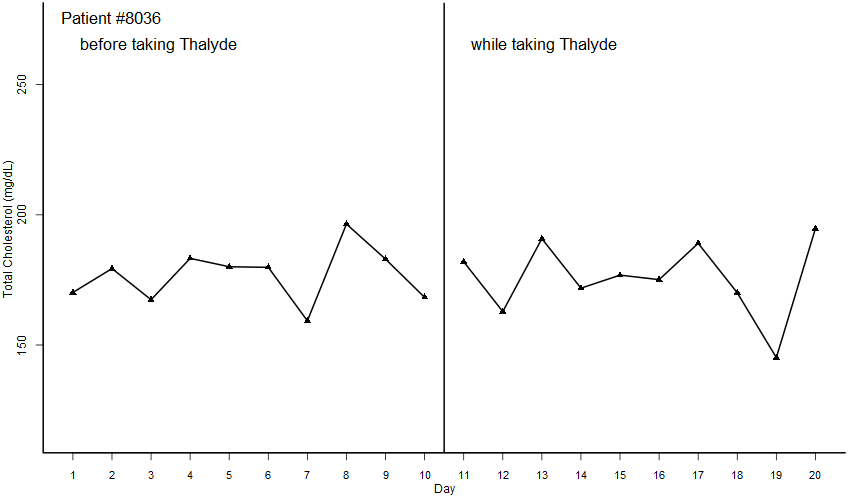 Patient #8036
before taking Thalyde
while taking Thalyde
Total Cholesterol (mg/dL)
250
200
150
1 2 3 4 5 6 7 8 9 10 11 12 13 14 15 16 17 18 19 20
Day